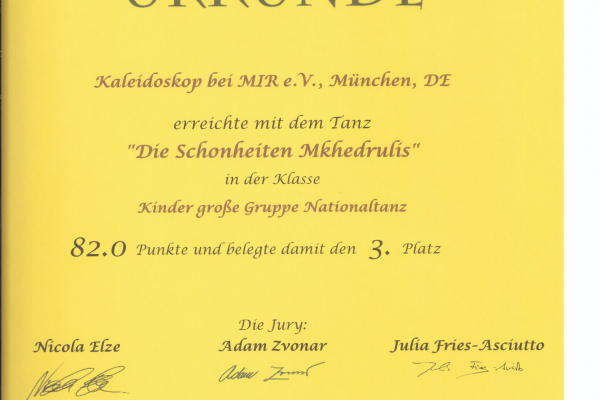 URKUNDE
Kaleidoskop bei MIR e.V., München, DE
erreichte mit dem Tanz
"Die Schonheiten Mkhedrulis"
in der Klasse
Kinder große Gruppe Nationaltanz
82.0 Punkte und belegte damit den 3. Platz
Die Jury:
Nicola Elze Adam Zvonar Julia Fries-Asciutto